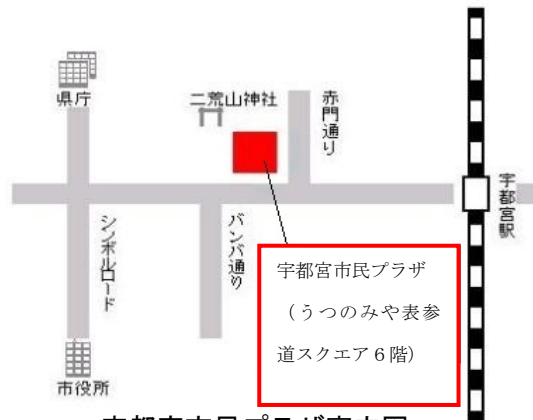 県庁
二荒山神社
赤門通り
宇都宮駅
シンボルロード
バンバ通り
宇都宮市民プラザ
（うつのみや表参
道スクエア６階）
市役所